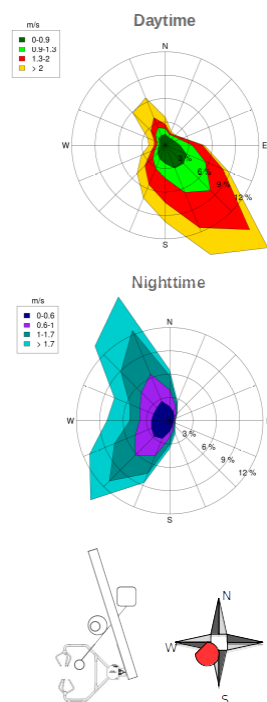 Daytime
m/s
0-0.9
0.9-1.3
1.3-2
> 2
N
W
E
3 %
6 %
9 %
12 %
S
Nighttime
m/s
0-0.6
0.6-1
1-1.7
> 1.7
N
W
3 %
6 %
9 %
12 %
S
N
W
S